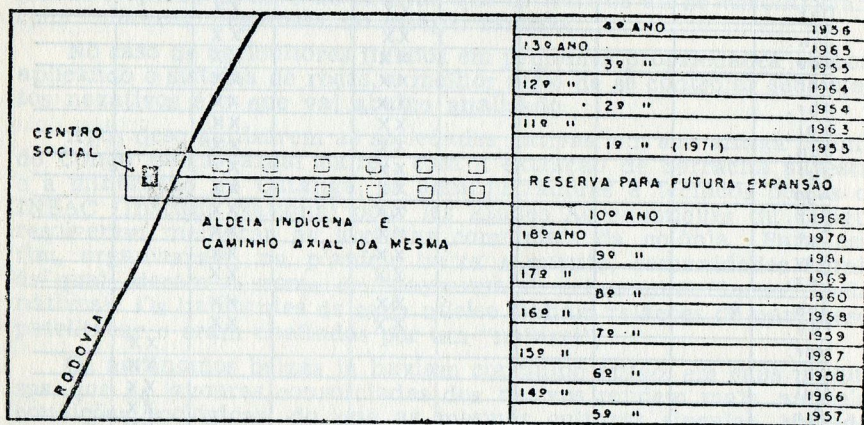 4º ANO 1956
13º ANO 1965
3º " 1955
12º " 1964
2º " 1954
11º " 1963
1º " (1971) 1953
CENTRO
SOCIAL
RESERVA PARA FUTURA EXPANSÃO
ALDEIA INDÍGENA
CAMINHO AXIAL DA MESMA
10º ANO 1962
18º ANO 1970
9º " 1981
17º " 1969
8º " 1960
16º " 1968
7º " 1959
15º " 1987
6º " 1958
14º " 1966
5º " 1957
RODOVIA